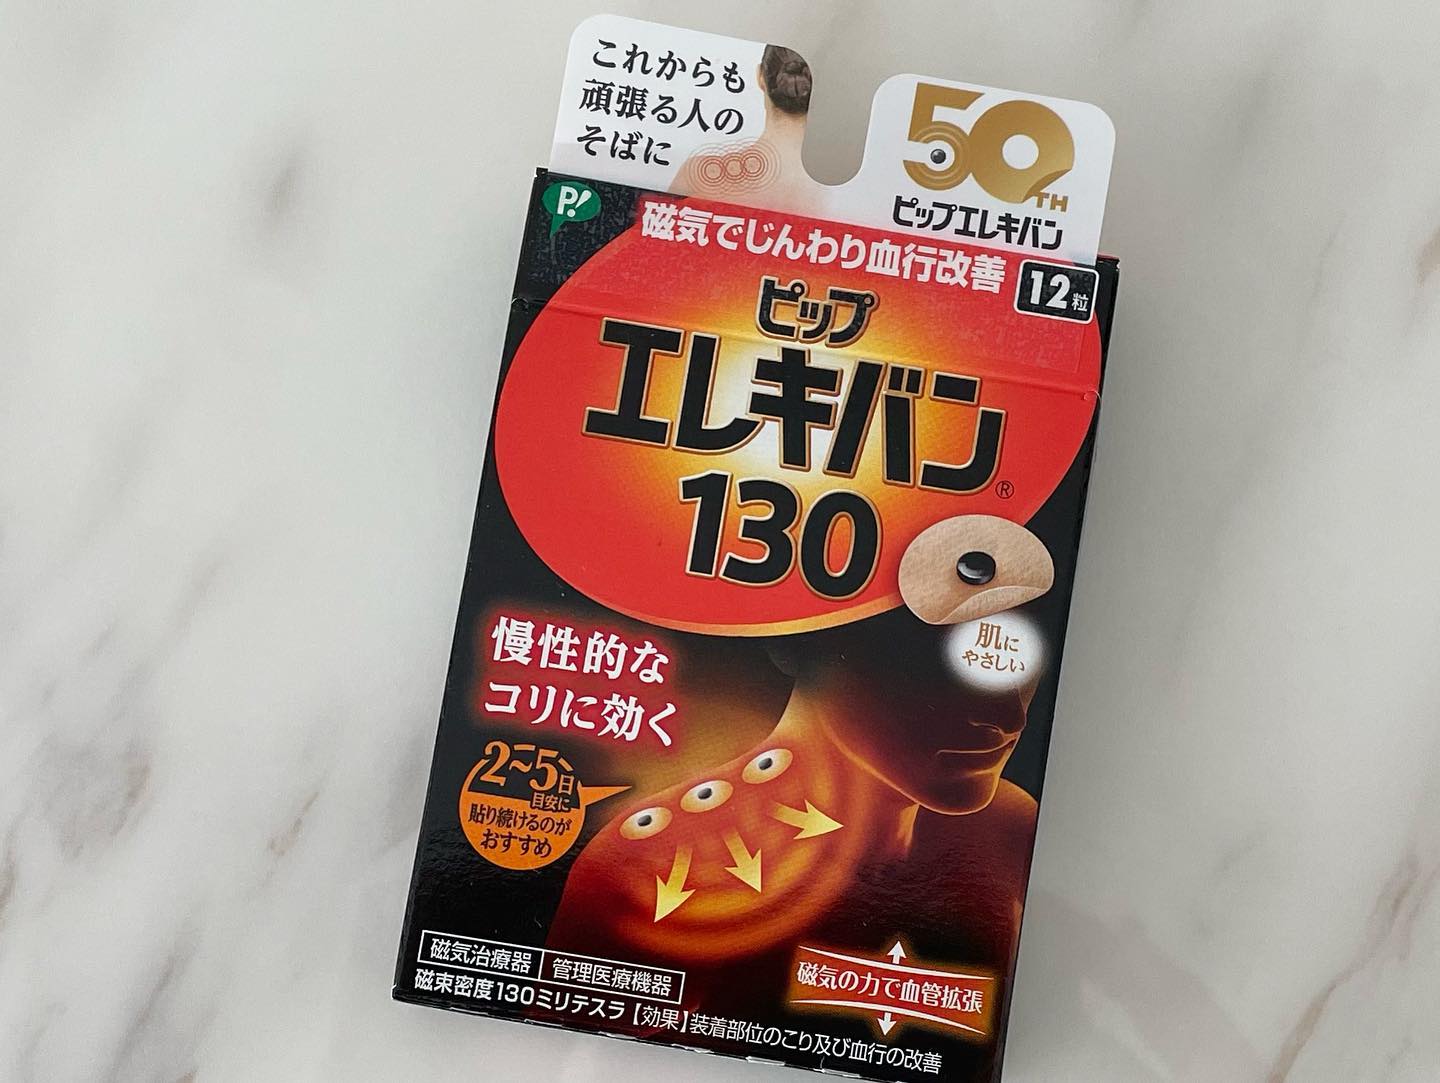 これからも
頑張る人の
そばに
50TH
ピップエレキバン
P!
磁気でじんわり血行改善
12粒
ピップ
エレキバン®
130
肌に
やさしい
慢性的な
コリに効く
2～5日
目安に
貼り続けるのが
おすすめ
磁気治療器 管理医療機器
磁気の力で血管拡張
磁束密度130ミリテスラ【効果】装着部位のこり及び血行の改善